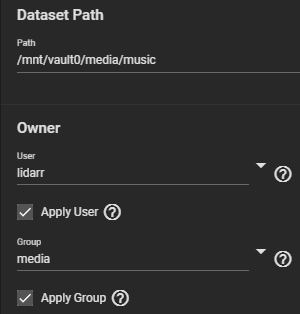 Dataset Path
Path
/mnt/vault0/media/music
Owner
User
lidarr
Apply User
Group
media
Apply Group